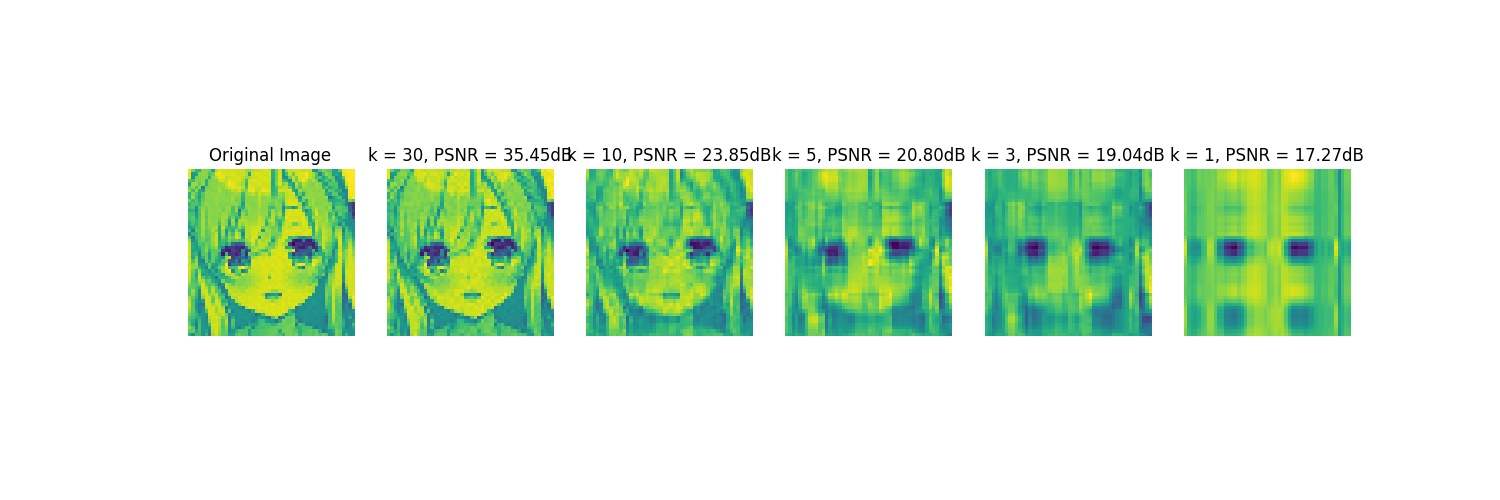 Original Image
k = 30, PSNR = 35.45dB
k = 10, PSNR = 23.85dB
k = 5, PSNR = 20.80dB
k = 3, PSNR = 19.04dB
k = 1, PSNR = 17.27dB